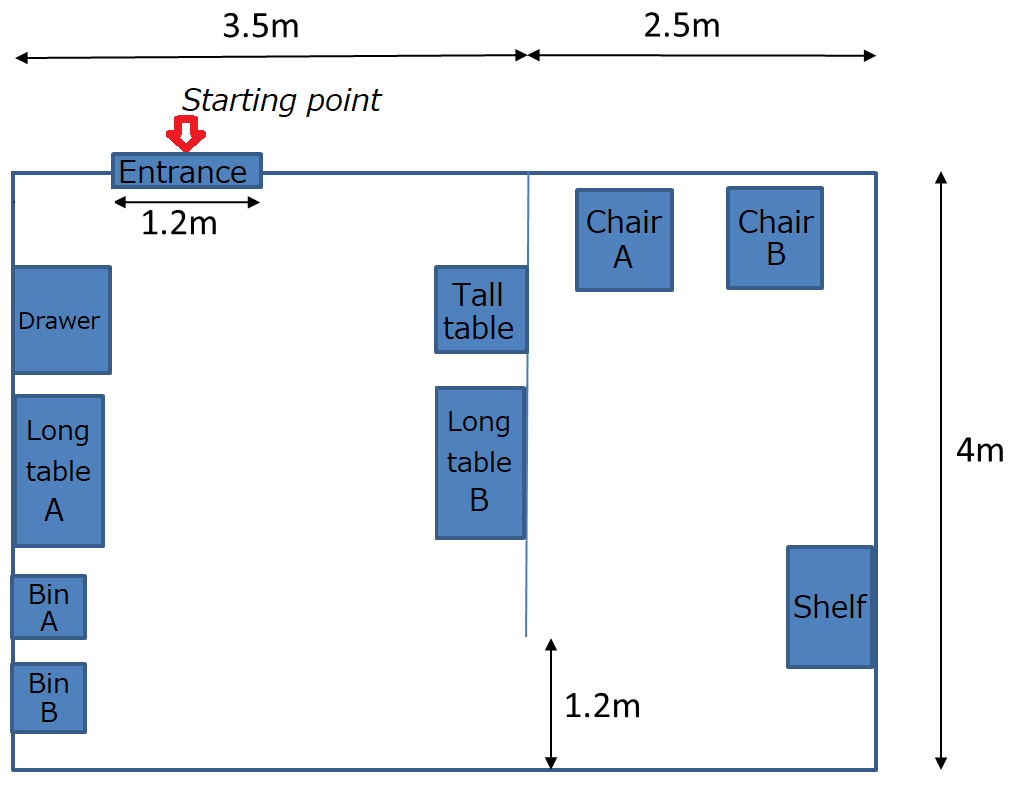 3.5m
2.5m
Starting point
Entrance
1.2m
Chair
A
Chair
B
Drawer
Tall
table
Long
table
A
Long
table
B
4m
Bin
A
Shelf
Bin
B
1.2m